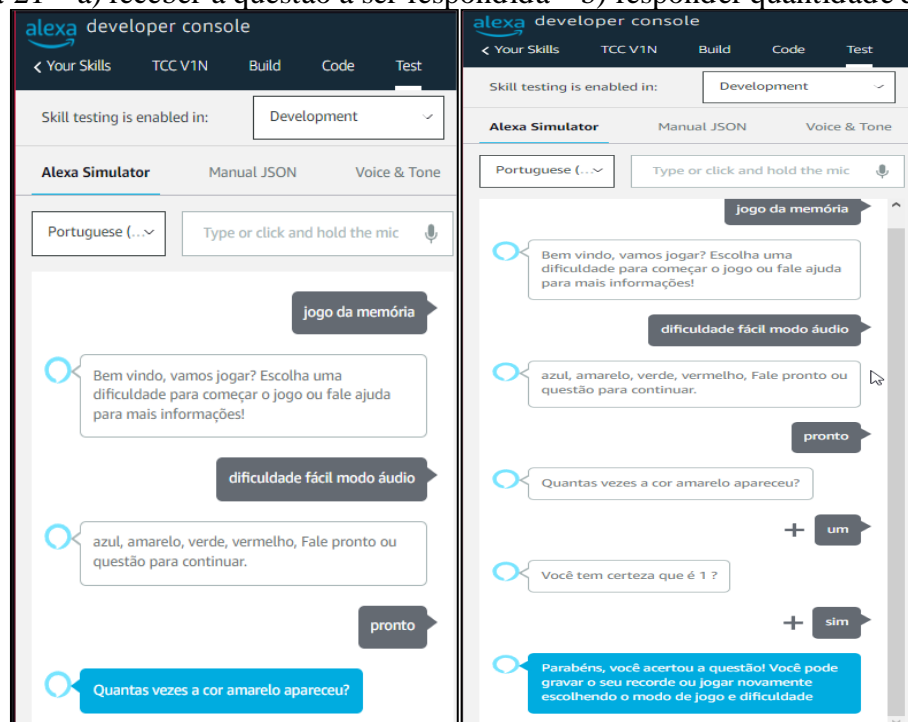 a) receber a questão a ser respondida b) responder quantidade
alexa developer console
Your Skills TCC V1N Build Code Test
Skill testing is enabled in: Development
Alexa Simulator Manual JSON Voice & Tone
Portuguese (... Type or click and hold the mic
jogo da memória
Bem vindo, vamos jogar? Escolha uma
dificuldade para começar o jogo ou fale ajuda
para mais informações!
dificuldade fácil modo áudio
azul, amarelo, verde, vermelho, Fale pronto ou
questão para continuar.
pronto
Quantas vezes a cor amarelo apareceu?
alexa developer console
Your Skills TCC V1N Build Code Test
Skill testing is enabled in: Development
Alexa Simulator Manual JSON Voice & Tone
Portuguese (... Type or click and hold the mic
jogo da memória
Bem vindo, vamos jogar? Escolha
uma dificuldade para começar o jogo ou fale ajuda
para mais informações!
dificuldade fácil modo áudio
azul, amarelo, verde, vermelho, Fale pronto ou
questão para continuar.
pronto
Quantas vezes a cor amarelo apareceu?
+ um
Você tem certeza que é 1 ?
+ sim
Parabéns, você acertou a questão! Você pode
gravar o seu recorde ou jogar novamente
escolhendo o modo de jogo e dificuldade